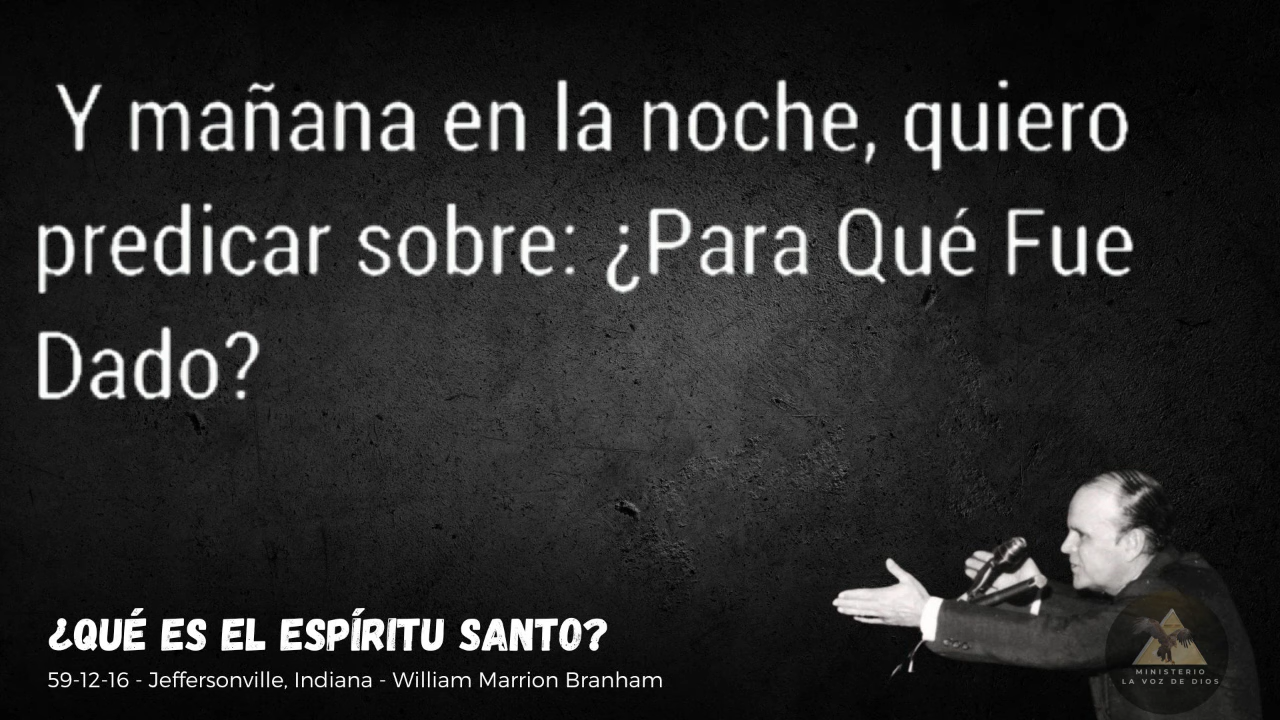 Y mañana en la noche, quiero
predicar sobre: ¿Para Qué Fue
Dado?
¿QUÉ ES EL ESPÍRITU SANTO?
59-12-16 - Jeffersonville, Indiana - William Marrion Branham
MINISTERIO
LA VOZ DE DIOS